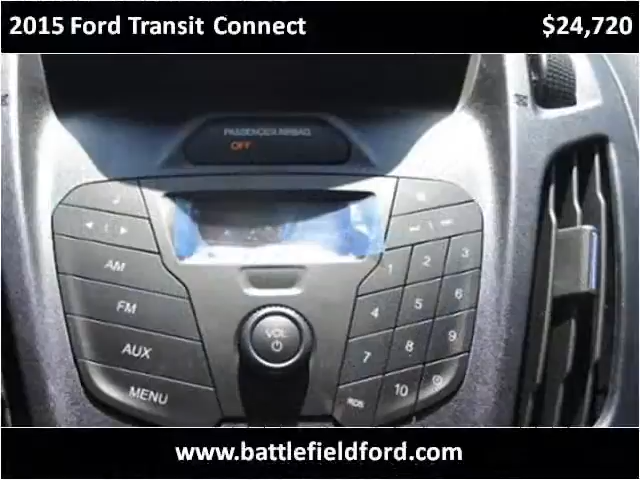 2015 Ford Transit Connect $24,720
PASSENGER AIRBAG
OFF
AM
FM
AUX
MENU
VOL
1 2 3
4 5 6
7 8 9
10
www.battlefieldford.com